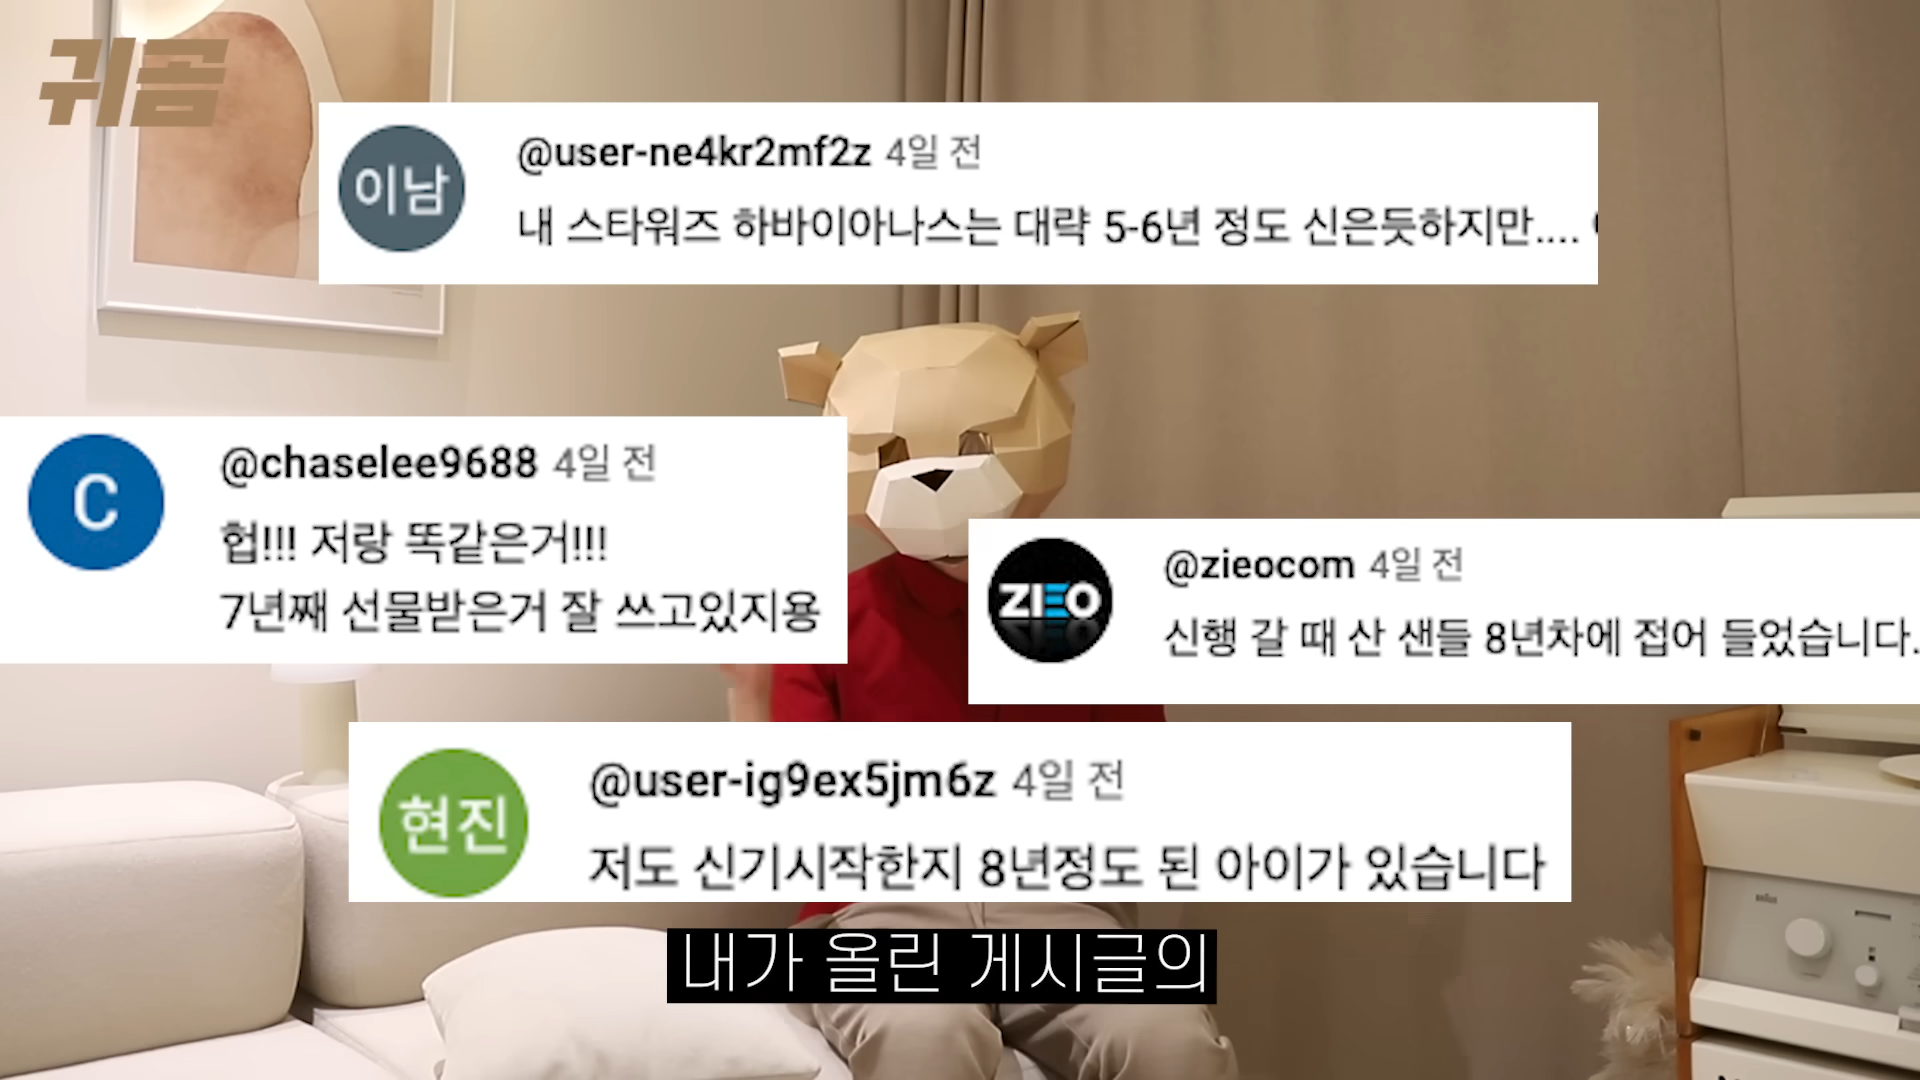 귀곰
이남
@user-ne4kr2mf2z 4일 전
내 스타워즈 하바이아나스는 대략 5-6년 정도 신은듯하지만....
C
@chaselee9688 4일 전
헙!!! 저랑 똑같은거!!!
7년째 선물받은거 잘 쓰고있지용
ZIEO
@zieocom 4일 전
신행 갈 때 산 샌들 8년차에 접어 들었습니다.
현진
@user-ig9ex5jm6z 4일 전
저도 신기시작한지 8년정도 된 아이가 있습니다
내가 올린 게시글의